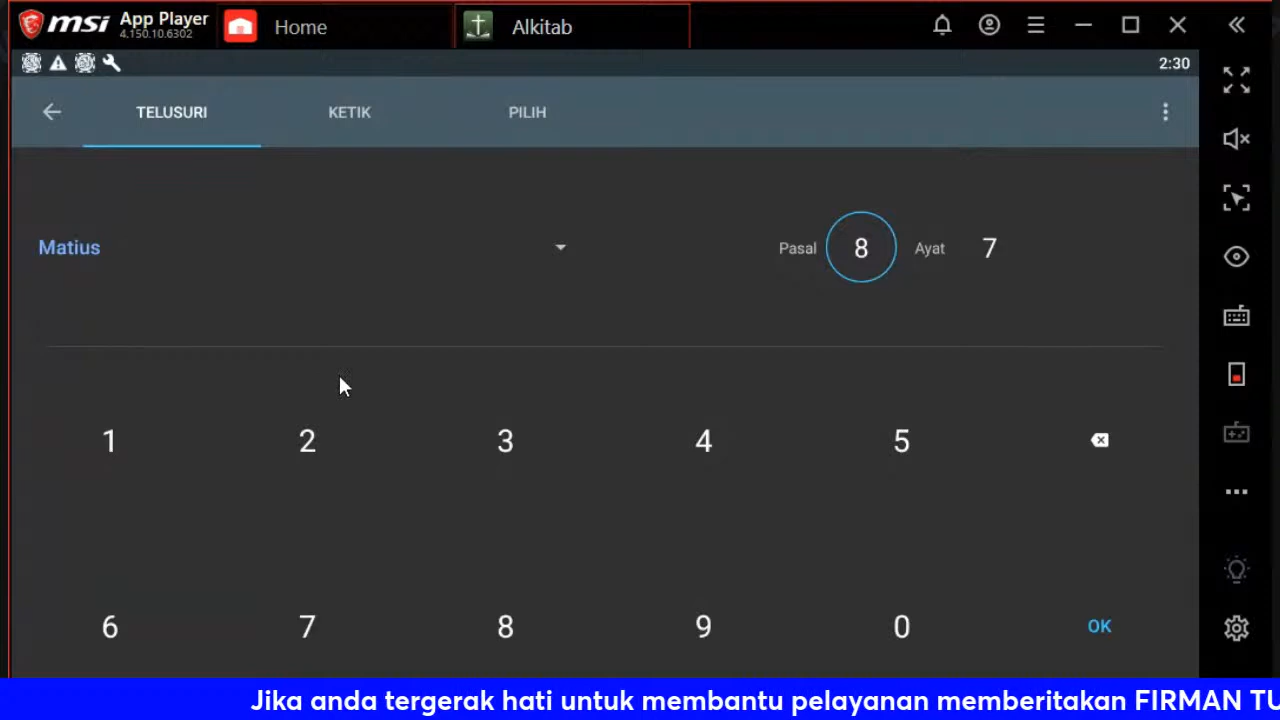 msi App Player
4.150.10.6302
Home
Alkitab
2:30
TELUSURI
KETIK
PILIH
Matius
Pasal 8 Ayat 7
1 2 3 4 5
6 7 8 9 0 OK
Jika anda tergerak hati untuk membantu pelayanan memberitakan FIRMAN TU